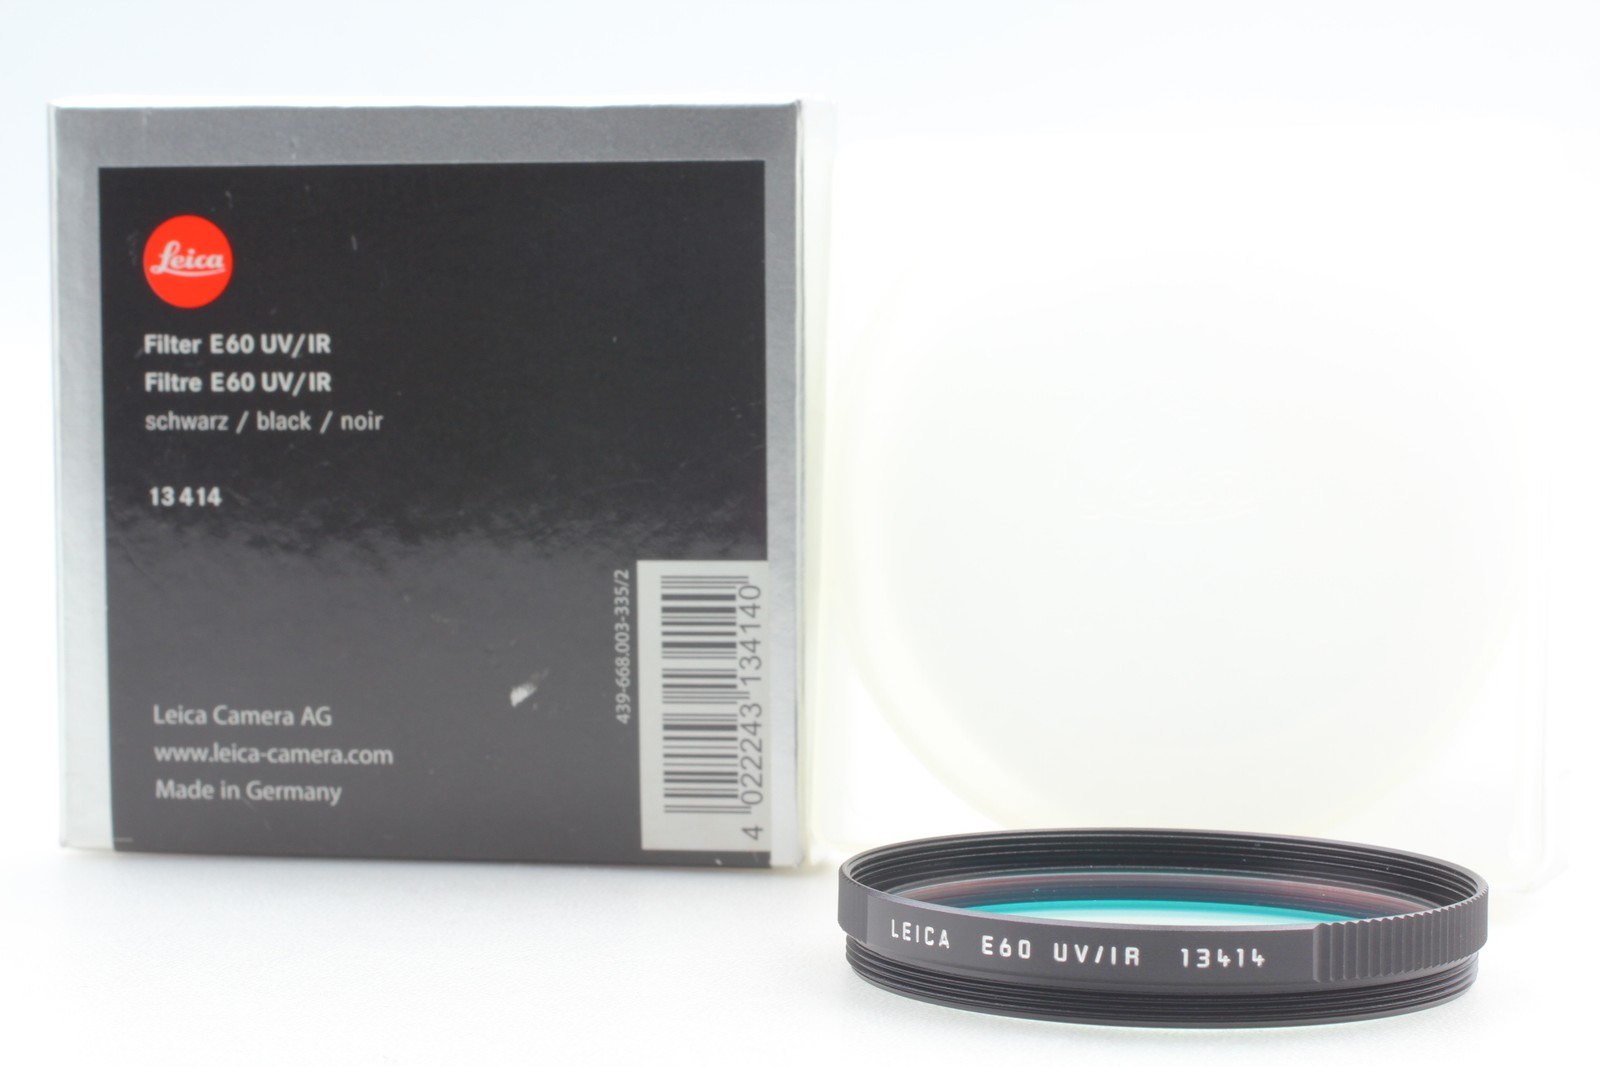 Leica
Filter E60 UV/IR
Filtre E60 UV/IR
schwarz / black / noir
13 414
Leica Camera AG
www.leica-camera.com
Made in Germany
439-668.003-335/2
4 022243 134140
LEICA E60 UV/IR 13414